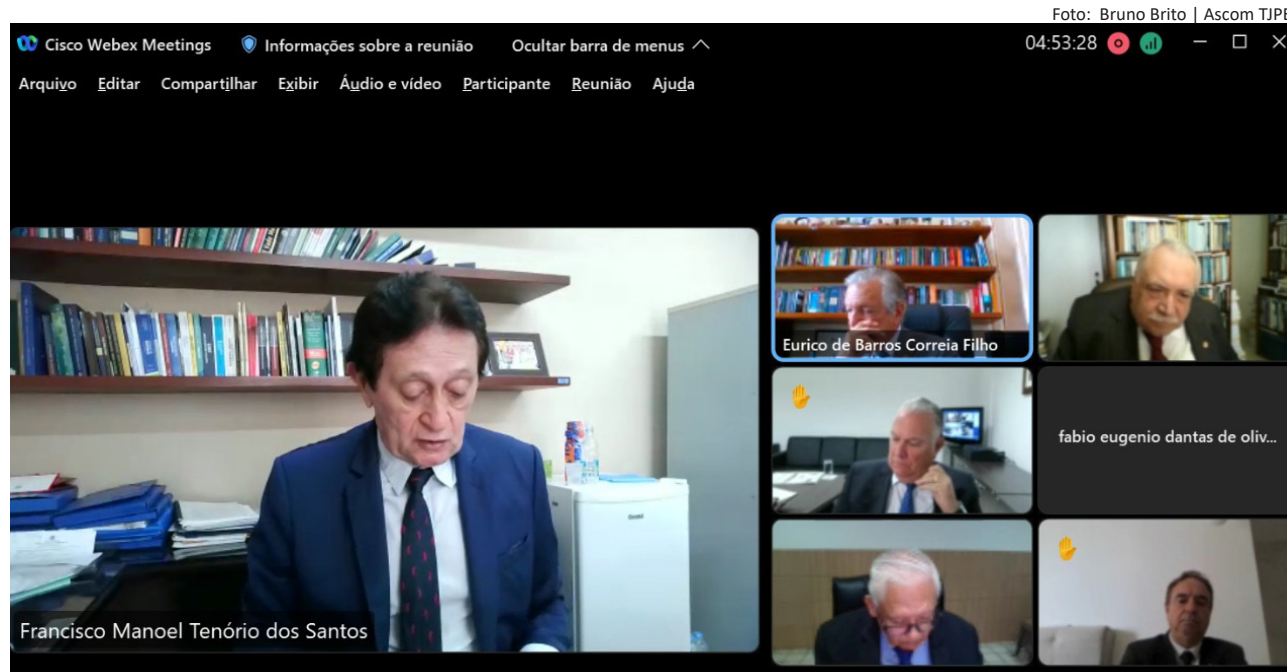 Foto: Bruno Brito | Ascom TJPE
Cisco Webex Meetings Informações sobre a reunião Ocultar barra de menus 04:53:28
Arquivo Editar Compartilhar Exibir Áudio e vídeo Participante Reunião Ajuda
Eurico de Barros Correia Filho
fabio eugenio dantas de oliv...
Francisco Manoel Tenório dos Santos